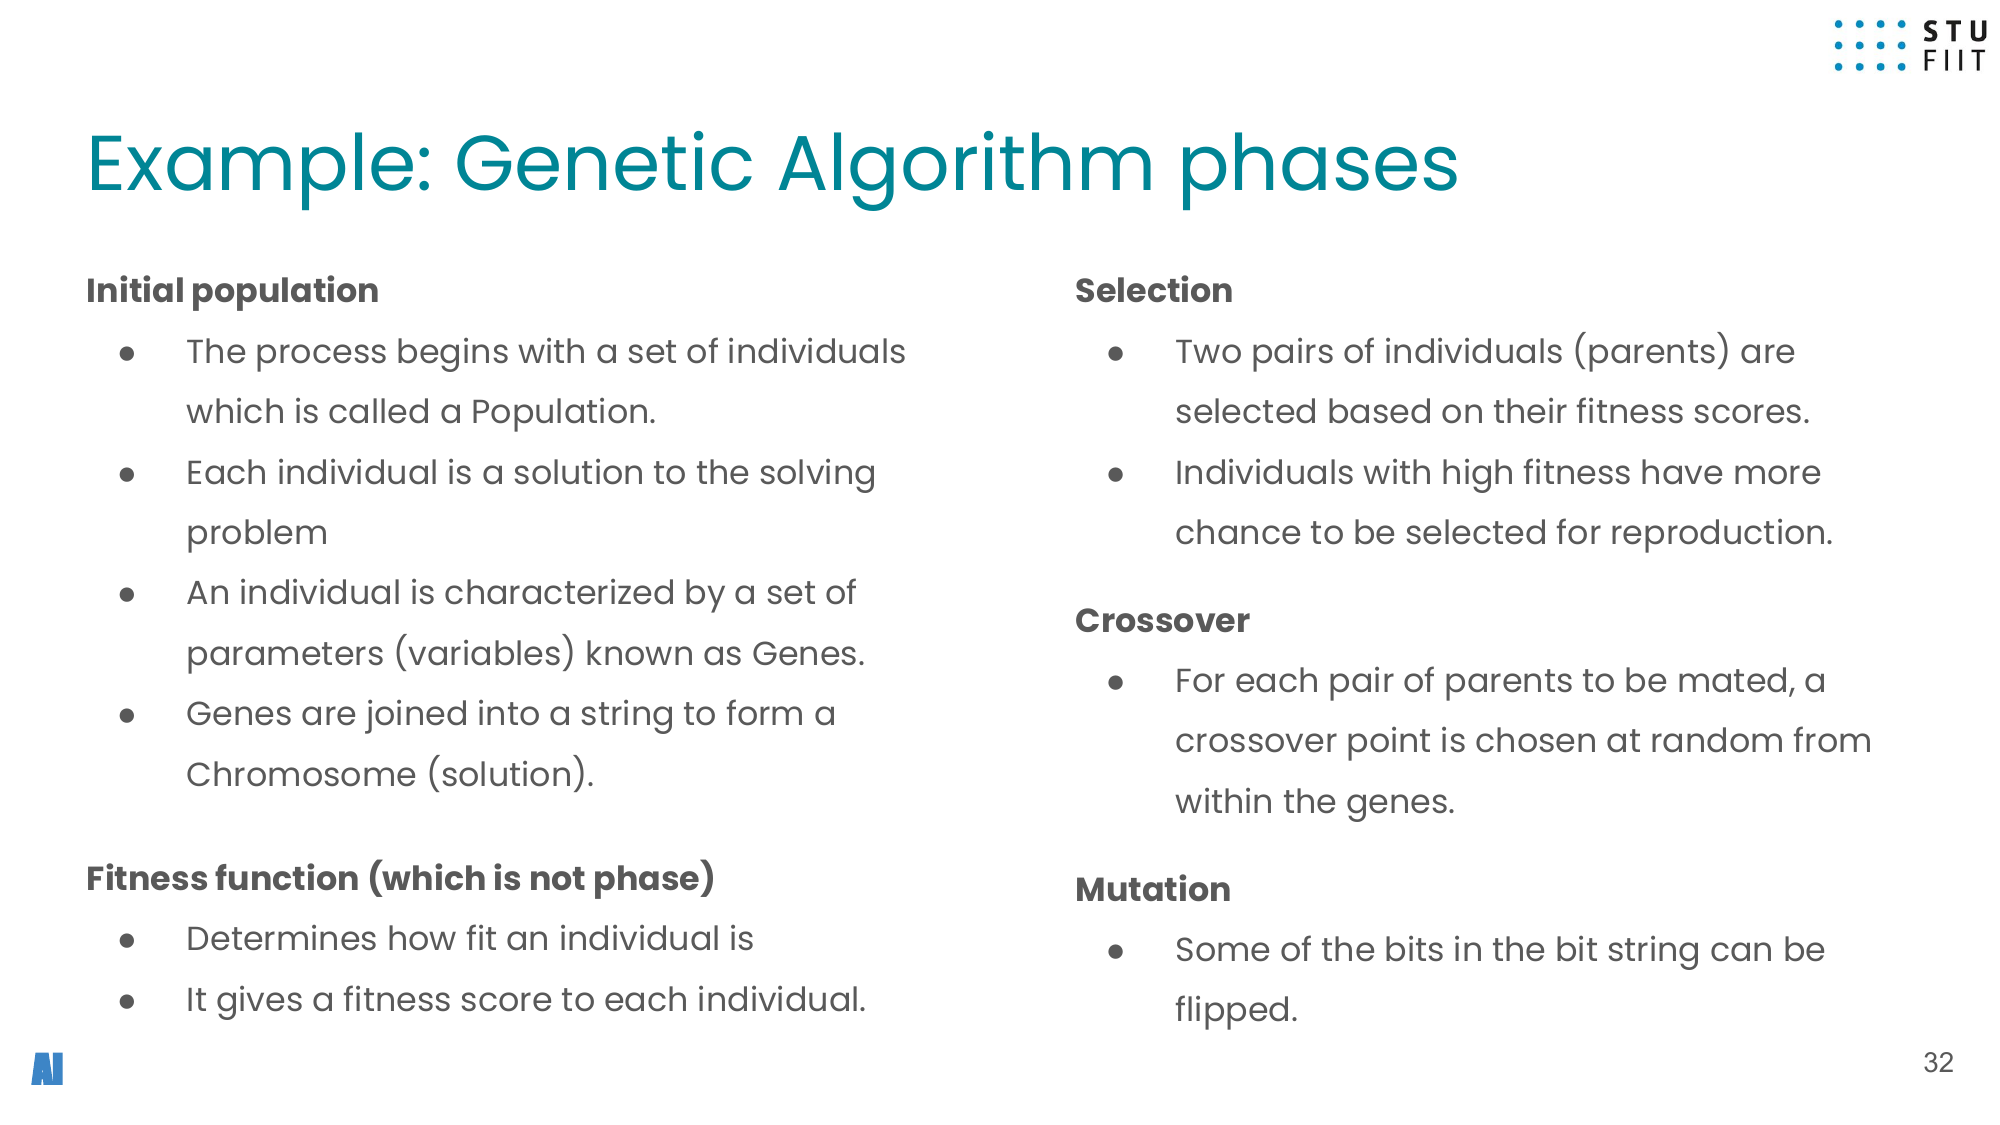 STU
FIIT
Example: Genetic Algorithm phases
Initial population
● The process begins with a set of individuals
which is called a Population.
● Each individual is a solution to the solving
problem
● An individual is characterized by a set of
parameters (variables) known as Genes.
● Genes are joined into a string to form a
Chromosome (solution).
Fitness function (which is not phase)
● Determines how fit an individual is
● It gives a fitness score to each individual.
Selection
● Two pairs of individuals (parents) are
selected based on their fitness scores.
● Individuals with high fitness have more
chance to be selected for reproduction.
Crossover
● For each pair of parents to be mated, a
crossover point is chosen at random from
within the genes.
Mutation
● Some of the bits in the bit string can be
flipped.
AI
32